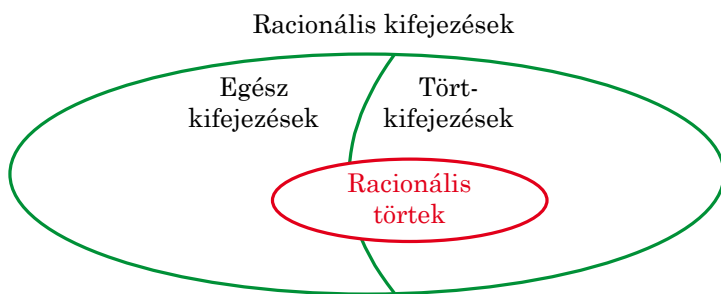 Racionális kifejezések
Egész
kifejezések
Tört-
kifejezések
Racionális
törtek